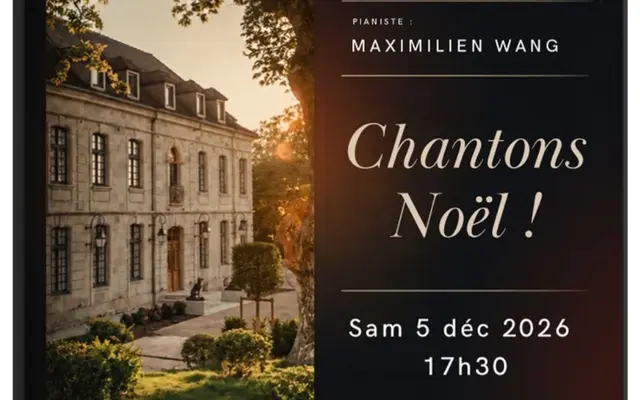 PIANISTE :
MAXIMILIEN WANG
Chantons
Noël !
Sam 5 déc 2026
17h30